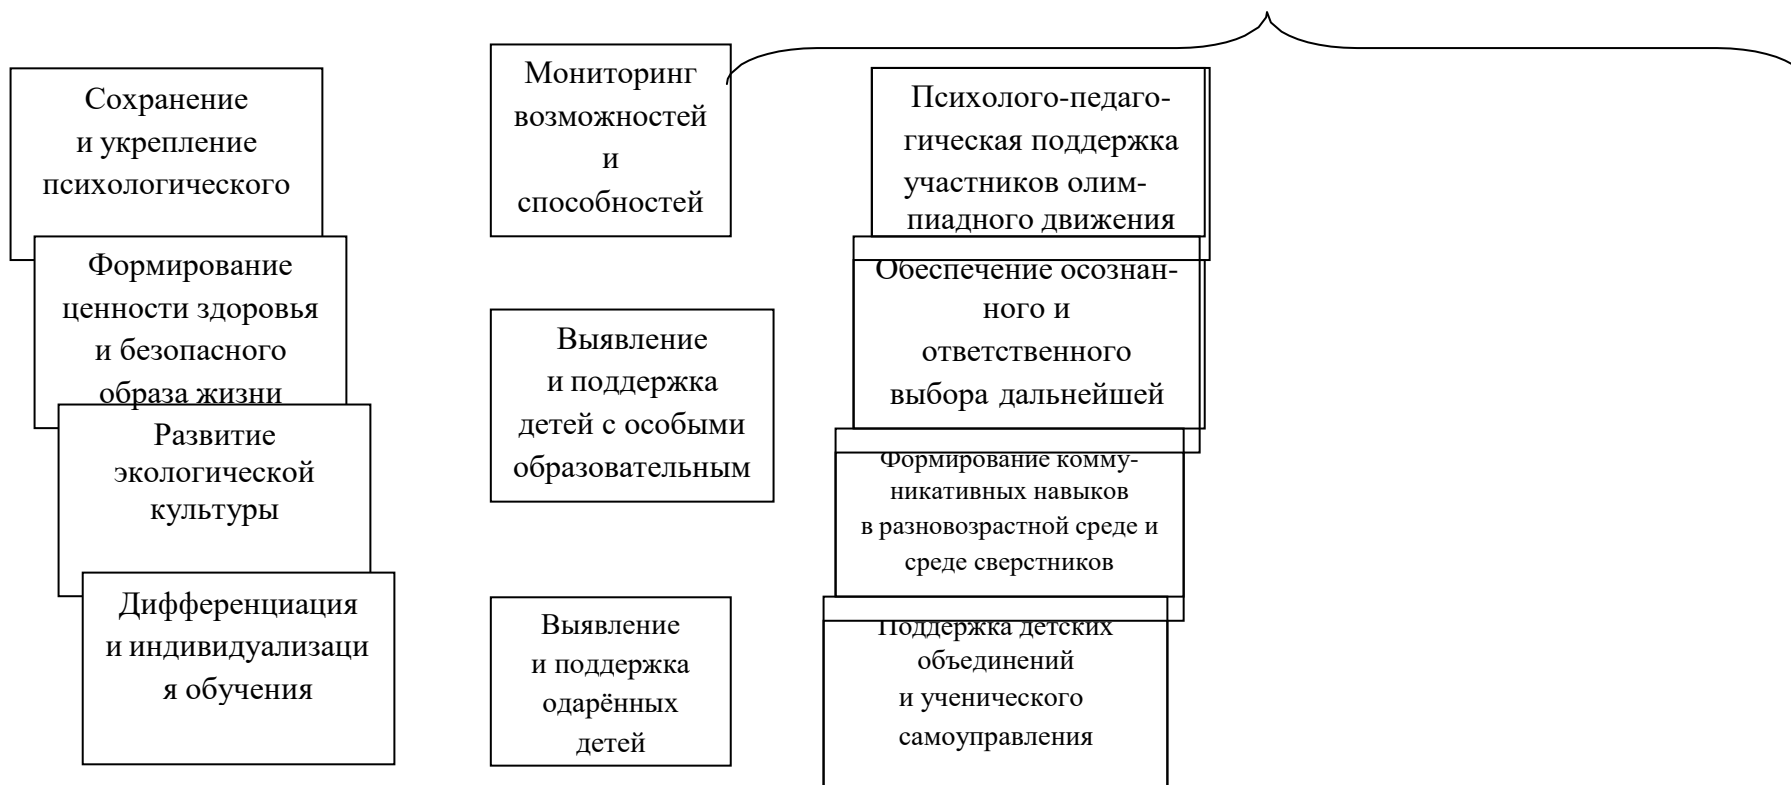 Сохранение
и укрепление
психологического
Формирование
ценности здоровья
и безопасного
образа жизни
Развитие
экологической
культуры
Дифференциация
и индивидуализаци
я обучения
Мониторинг
возможностей
и
способностей
Выявление
и поддержка
детей с особыми
образовательным
Выявление
и поддержка
одарённых
детей
Психолого-педаго-
гическая поддержка
участников олим-
пиадного движения
Обеспечение осознан-
ного и
ответственного
выбора дальнейшей
Формирование комму-
никативных навыков
в разновозрастной среде и
среде сверстников
Поддержка детских
объединений
и ученического
самоуправления